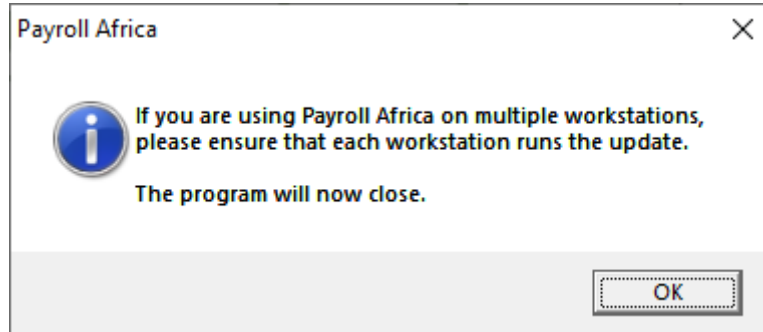 Payroll Africa
If you are using Payroll Africa on multiple workstations,
please ensure that each workstation runs the update.
The program will now close.
OK